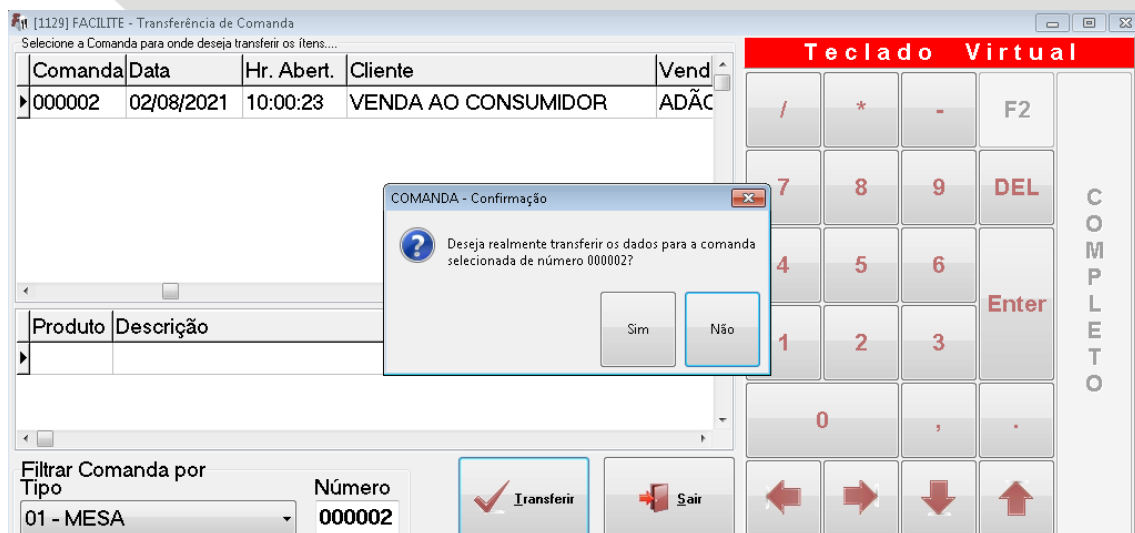 [1129] FACILITE - Transferência de Comanda
Selecione a Comanda para onde deseja transferir os ítens....
Comanda Data Hr. Abert. Cliente Vend
000002 02/08/2021 10:00:23 VENDA AO CONSUMIDOR ADÃO
COMANDA - Confirmação
Deseja realmente transferir os dados para a comanda
selecionada de número 000002?
Sim Não
Produto Descrição
Filtrar Comanda por
Tipo Número
01 - MESA 000002
Transferir Sair
Teclado Virtual
/ * - F2
7 8 9 DEL
4 5 6
Enter
1 2 3
0 , .
COMPLETO